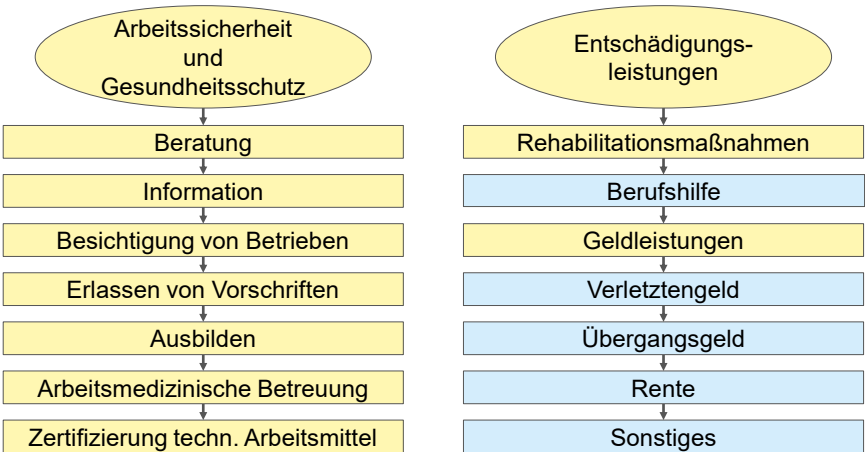 Arbeitssicherheit
und
Gesundheitsschutz
Beratung
Information
Besichtigung von Betrieben
Erlassen von Vorschriften
Ausbilden
Arbeitsmedizinische Betreuung
Zertifizierung techn. Arbeitsmittel
Entschädigungs-
leistungen
Rehabilitationsmaßnahmen
Berufshilfe
Geldleistungen
Verletztengeld
Übergangsgeld
Rente
Sonstiges